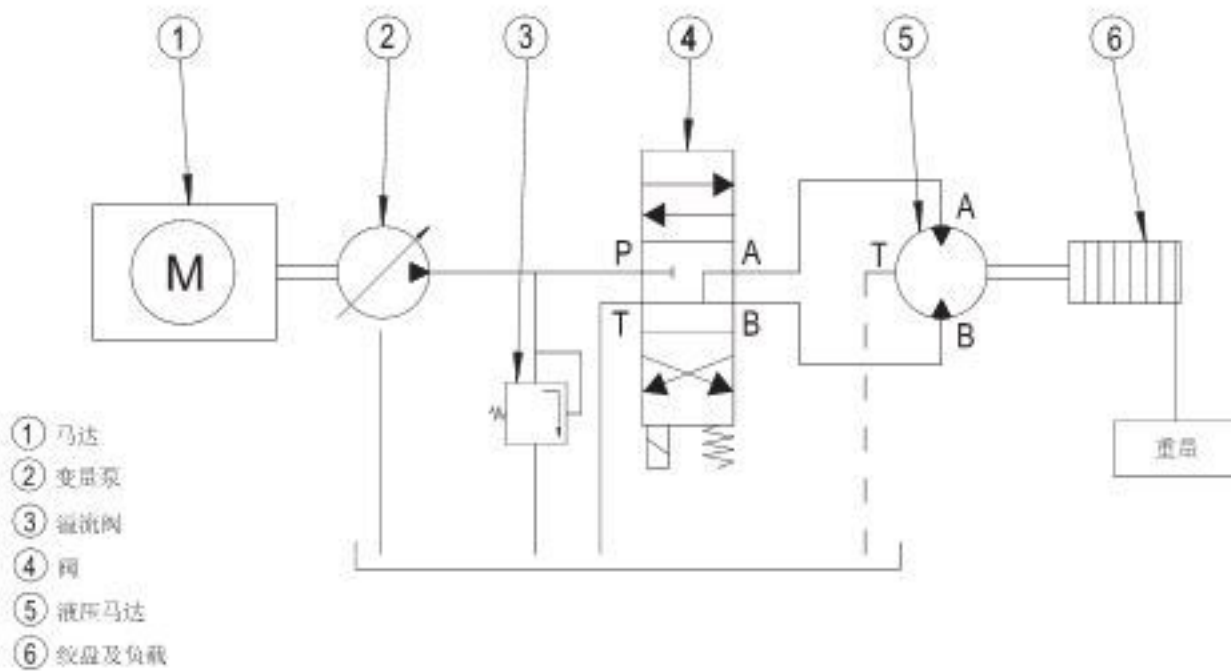 ① ② ③ ④ ⑤ ⑥
M
P A
T B
A
T
B
重量
① 马达
② 变量泵
③ 溢流阀
④ 阀
⑤ 液压马达
⑥ 绞盘及负载